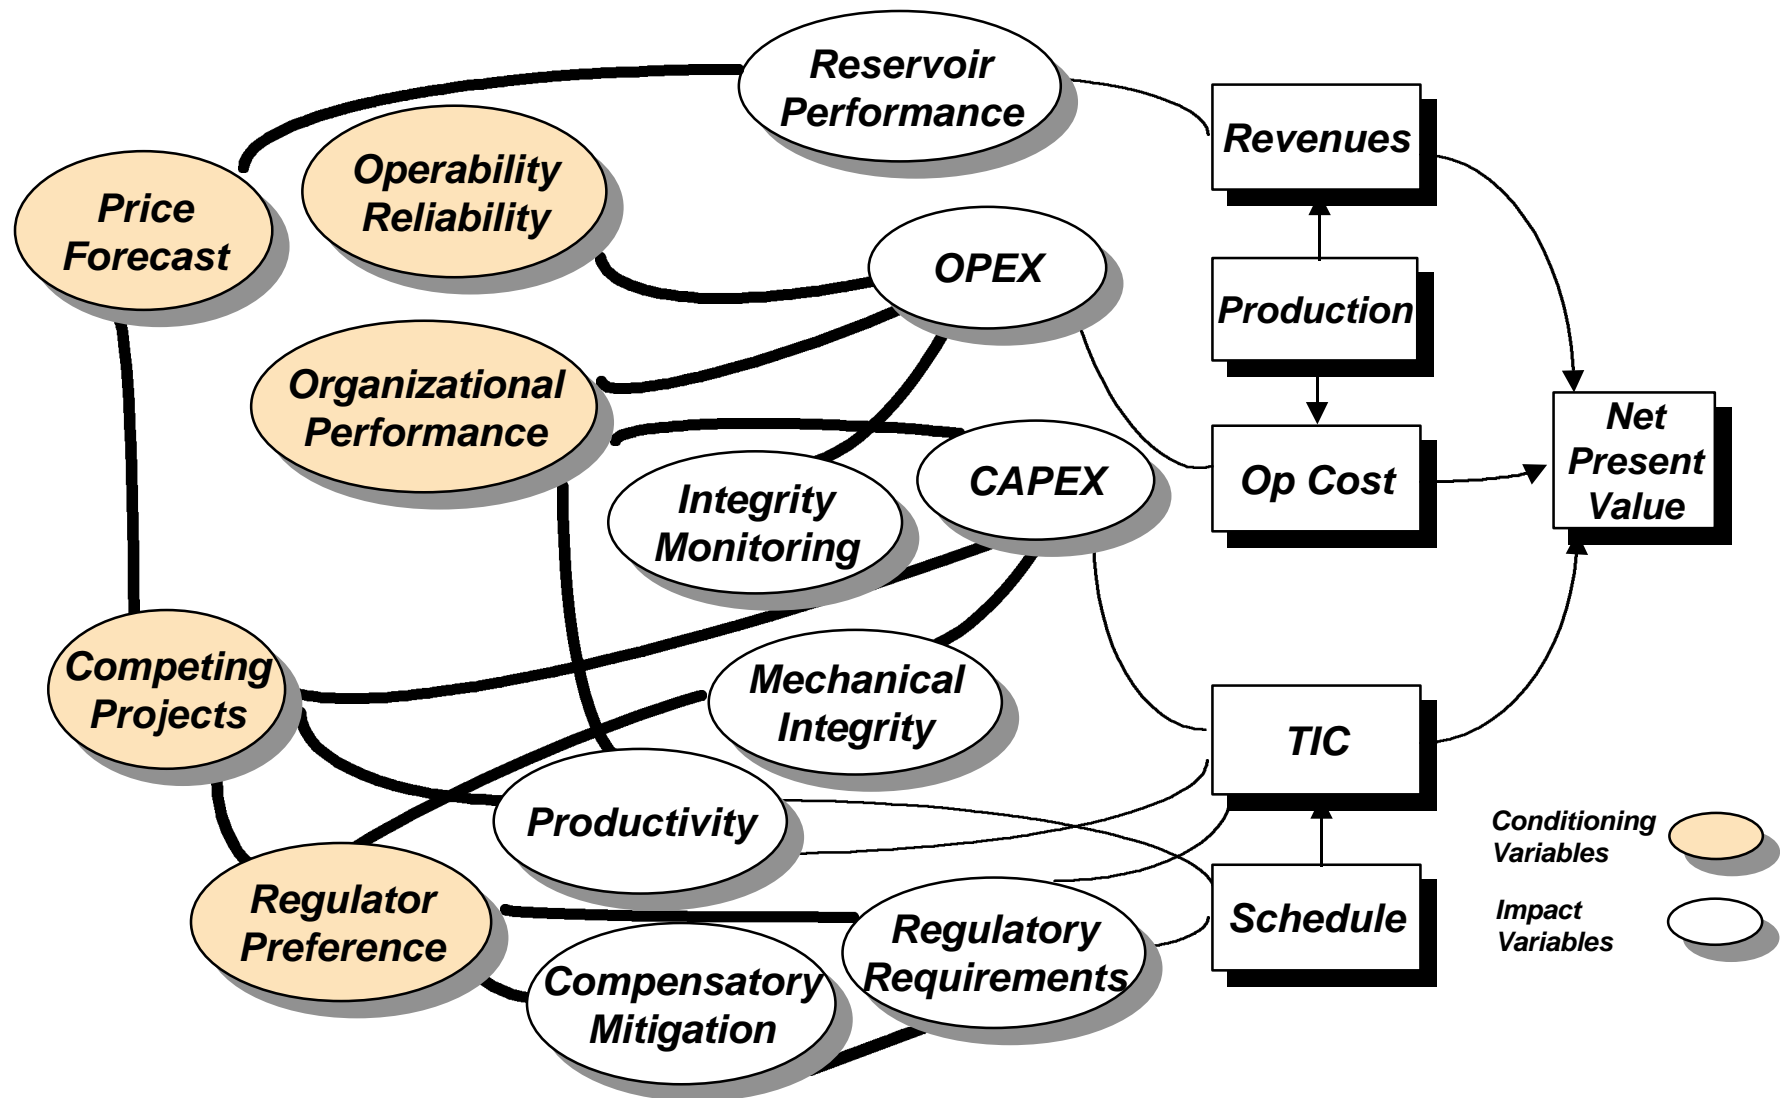 Reservoir
Performance
Revenues
Operability
Reliability
Price
Forecast
OPEX
Production
Organizational
Performance
Net
Present
Value
CAPEX
Op Cost
Integrity
Monitoring
Competing
Projects
Mechanical
Integrity
TIC
Productivity
Conditioning
Variables
Regulator
Preference
Regulatory
Requirements
Schedule
Impact
Variables
Compensatory
Mitigation